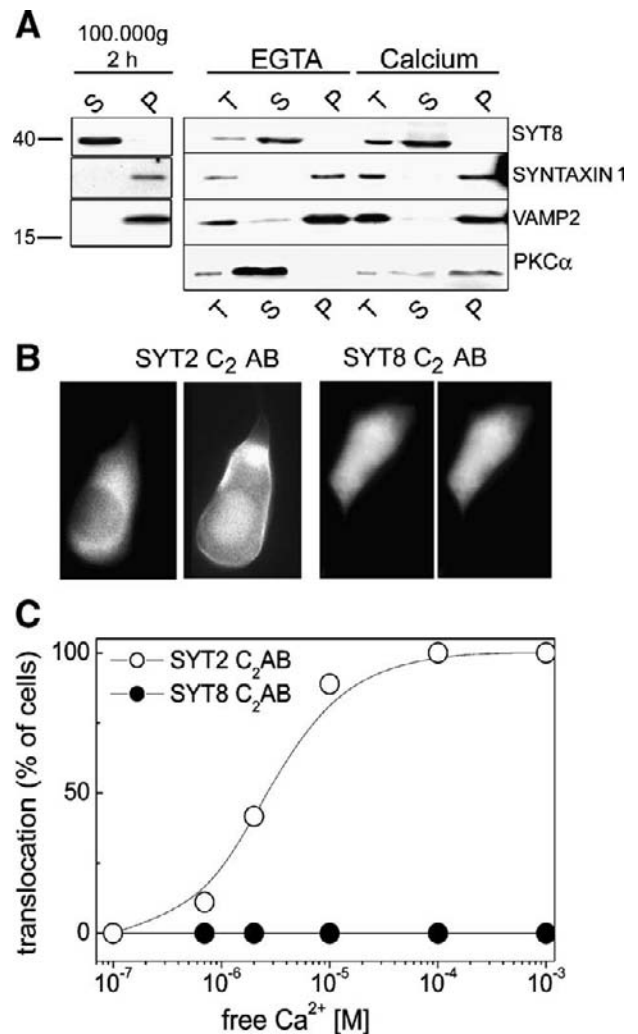 A
100.000g
2 h
EGTA
Calcium
S P T S P T S P
40
SYT8
SYNTAXIN 1
VAMP2
15
PKCα
T S P T S P
B
SYT2 C₂ AB
SYT8 C₂ AB
C
100
SYT2 C₂AB
SYT8 C₂AB
50
0
translocation (% of cells)
10⁻⁷ 10⁻⁶ 10⁻⁵ 10⁻⁴ 10⁻³
free Ca²⁺ [M]